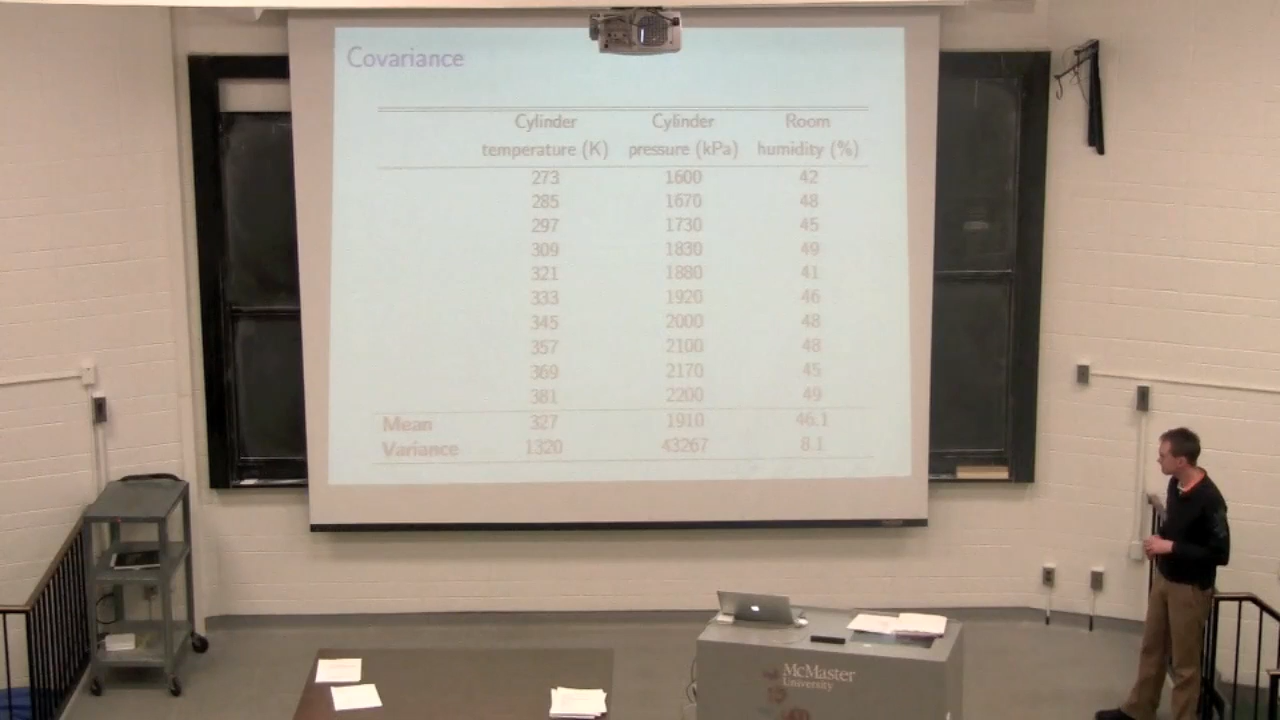 Covariance
Cylinder Cylinder Room
temperature (K) pressure (kPa) humidity (%)
273 1600 42
285 1670 48
297 1730 45
309 1830 49
321 1880 41
333 1920 46
345 2000 48
357 2100 48
369 2170 45
381 2200 49
Mean 327 1910 46.1
Variance 1320 43267 8.1
McMaster
University